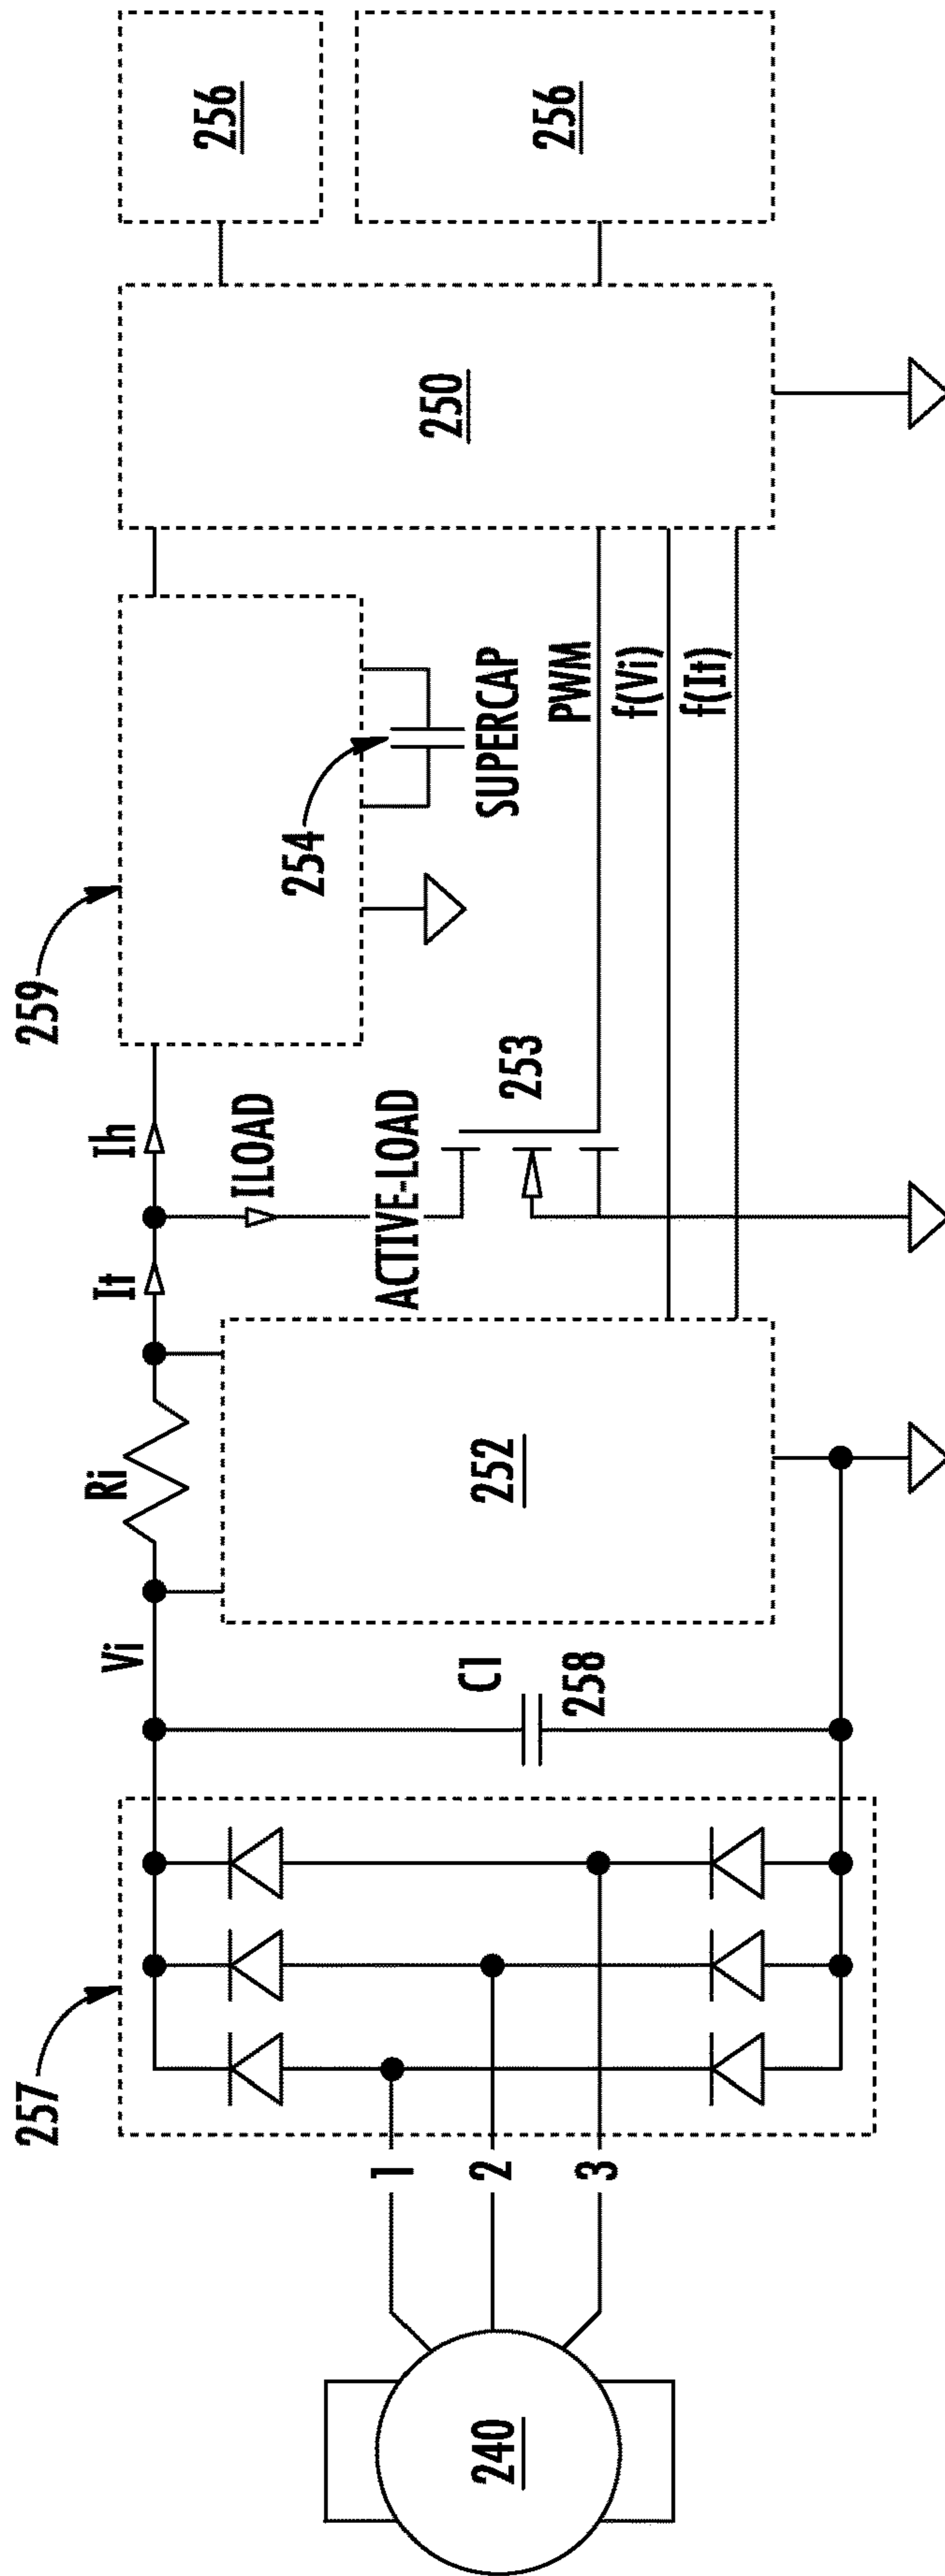 257
259
Vi
Ri
It
Ih
ILOAD
254
SUPERCAP
ACTIVE-LOAD
253
PWM
f(Vi)
f(It)
C1
258
252
250
256
256
1
2
3
240